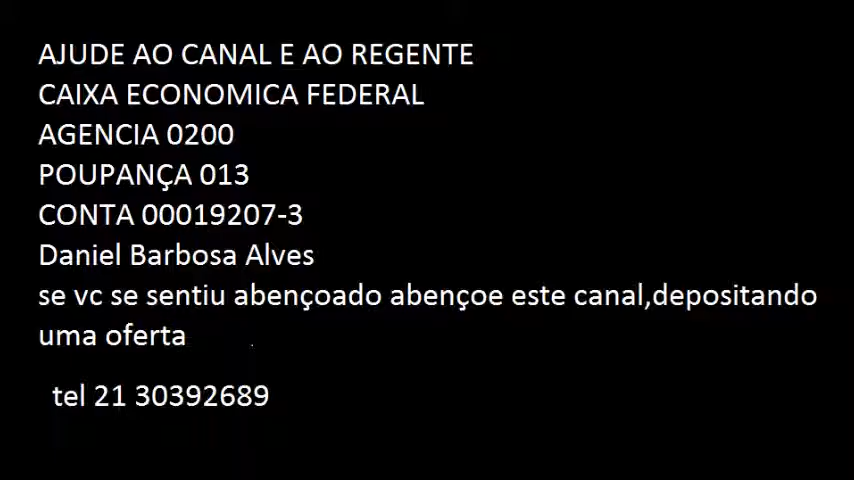 AJUDE AO CANAL E AO REGENTE
CAIXA ECONOMICA FEDERAL
AGENCIA 0200
POUPANÇA 013
CONTA 00019207-3
Daniel Barbosa Alves
se vc se sentiu abençoado abençoe este canal,depositando
uma oferta .
tel 21 30392689